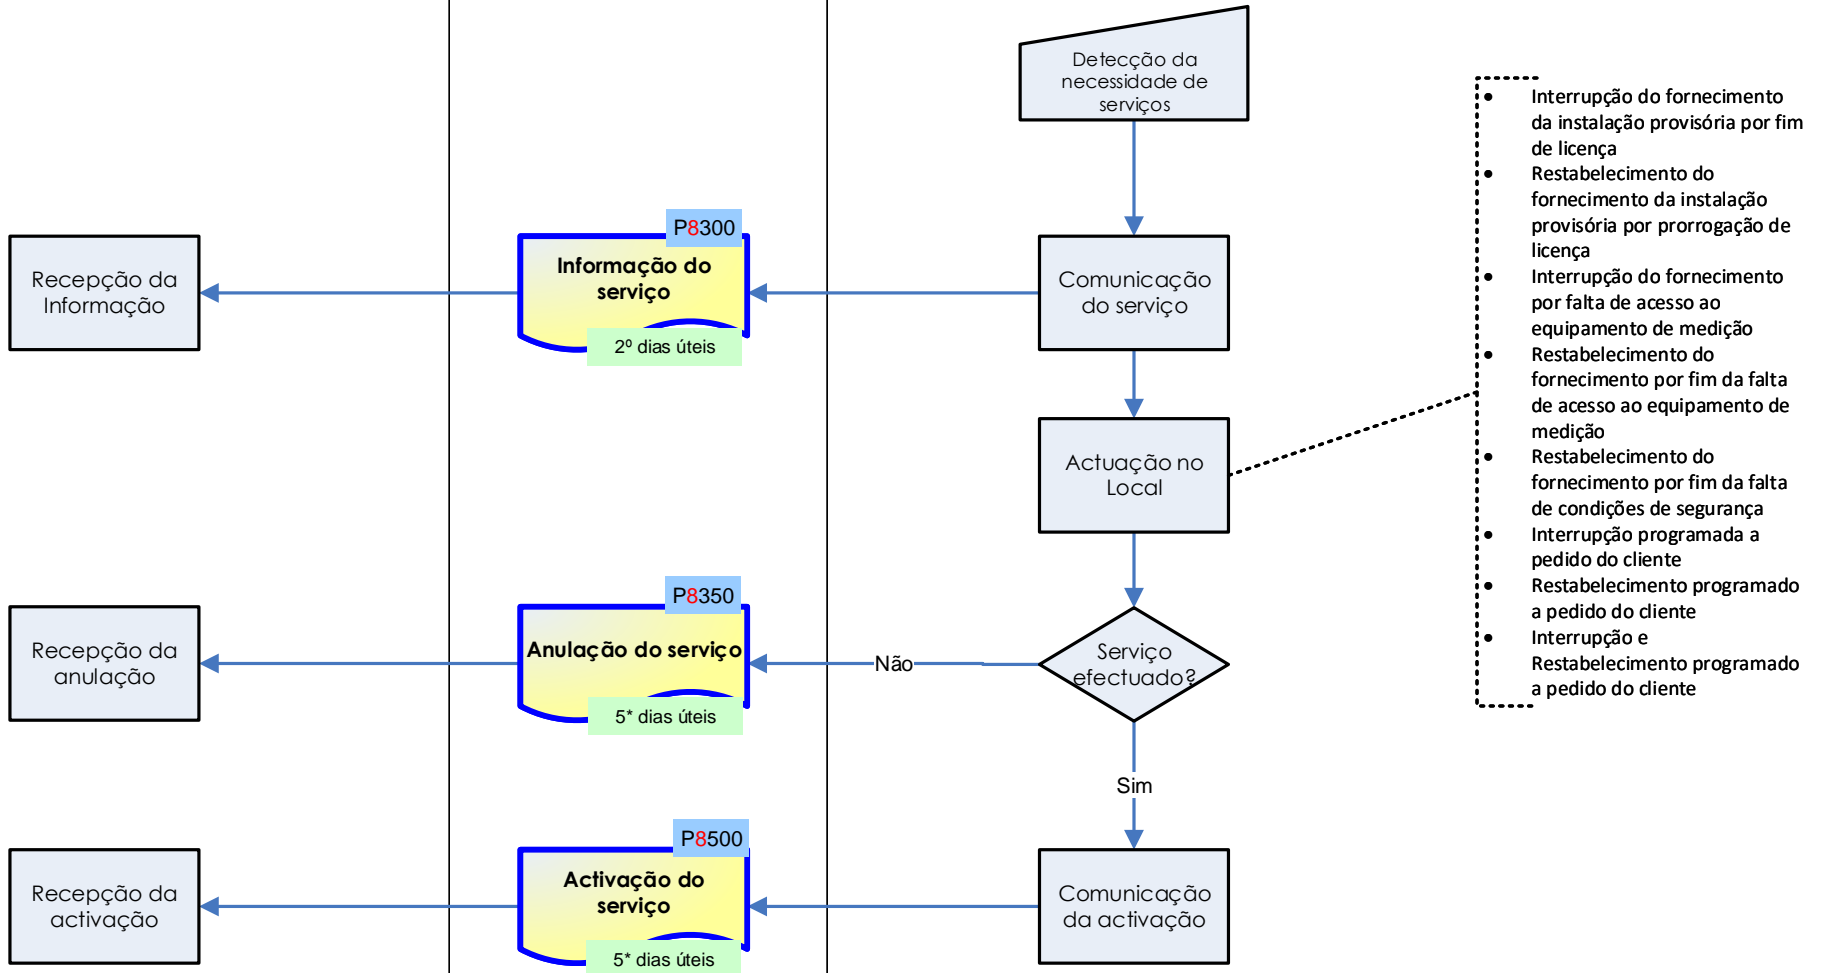 Detecção da
necessidade de
serviços
P8300
Recepção da
Informação
Informação do
serviço
2º dias úteis
Comunicação
do serviço
Actuação no
Local
• Interrupção do fornecimento
da instalação provisória por fim
de licença
• Restabelecimento do
fornecimento da instalação
provisória por prorrogação de
licença
• Interrupção do fornecimento
por falta de acesso ao
equipamento de medição
• Restabelecimento do
fornecimento por fim da falta
de acesso ao equipamento de
medição
• Restabelecimento do
fornecimento por fim da falta
de condições de segurança
• Interrupção programada a
pedido do cliente
• Restabelecimento programado
a pedido do cliente
• Interrupção e
Restabelecimento programado
a pedido do cliente
P8350
Recepção da
anulação
Anulação do serviço
5* dias úteis
Não
Serviço
efectuado?
Sim
P8500
Recepção da
activação
Activação do
serviço
5* dias úteis
Comunicação
da activação